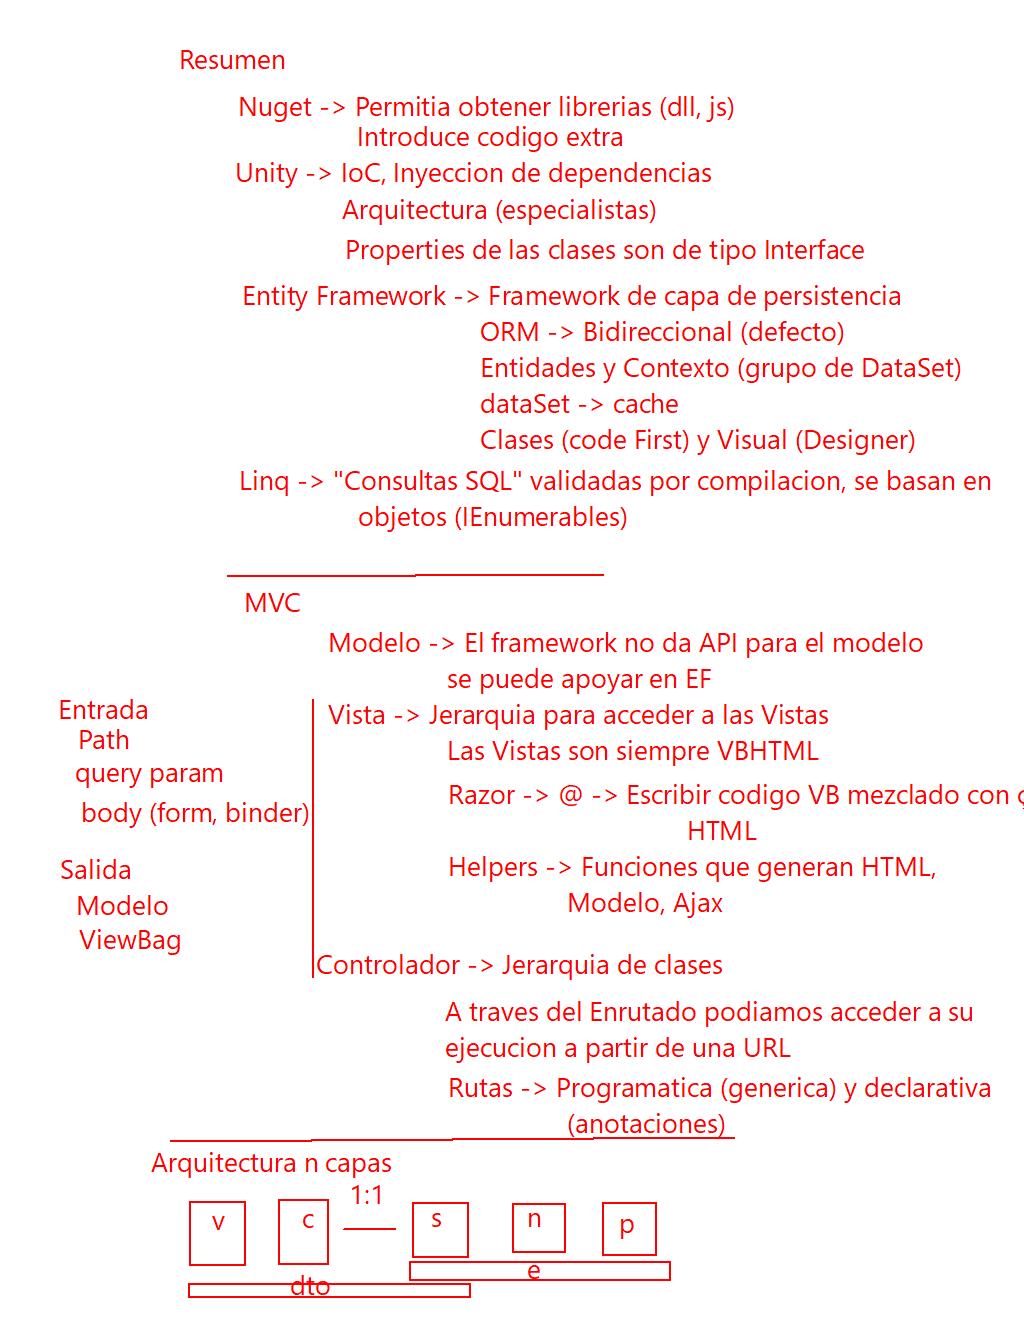 Resumen
Nuget -> Permitia obtener librerias (dll, js)
Introduce codigo extra
Unity -> IoC, Inyeccion de dependencias
Arquitectura (especialistas)
Properties de las clases son de tipo Interface
Entity Framework -> Framework de capa de persistencia
ORM -> Bidireccional (defecto)
Entidades y Contexto (grupo de DataSet)
dataSet -> cache
Clases (code First) y Visual (Designer)
Linq -> "Consultas SQL" validadas por compilacion, se basan en
objetos (IEnumerables)
MVC
Modelo -> El framework no da API para el modelo
se puede apoyar en EF
Vista -> Jerarquia para acceder a las Vistas
Las Vistas son siempre VBHTML
Razor -> @ -> Escribir codigo VB mezclado con
HTML
Helpers -> Funciones que generan HTML,
Modelo, Ajax
Entrada
Path
query param
body (form, binder)
Salida
Modelo
ViewBag
Controlador -> Jerarquia de clases
A traves del Enrutado podiamos acceder a su
ejecucion a partir de una URL
Rutas -> Programatica (generica) y declarativa
(anotaciones)
Arquitectura n capas
1:1
v c s n p
e
dto